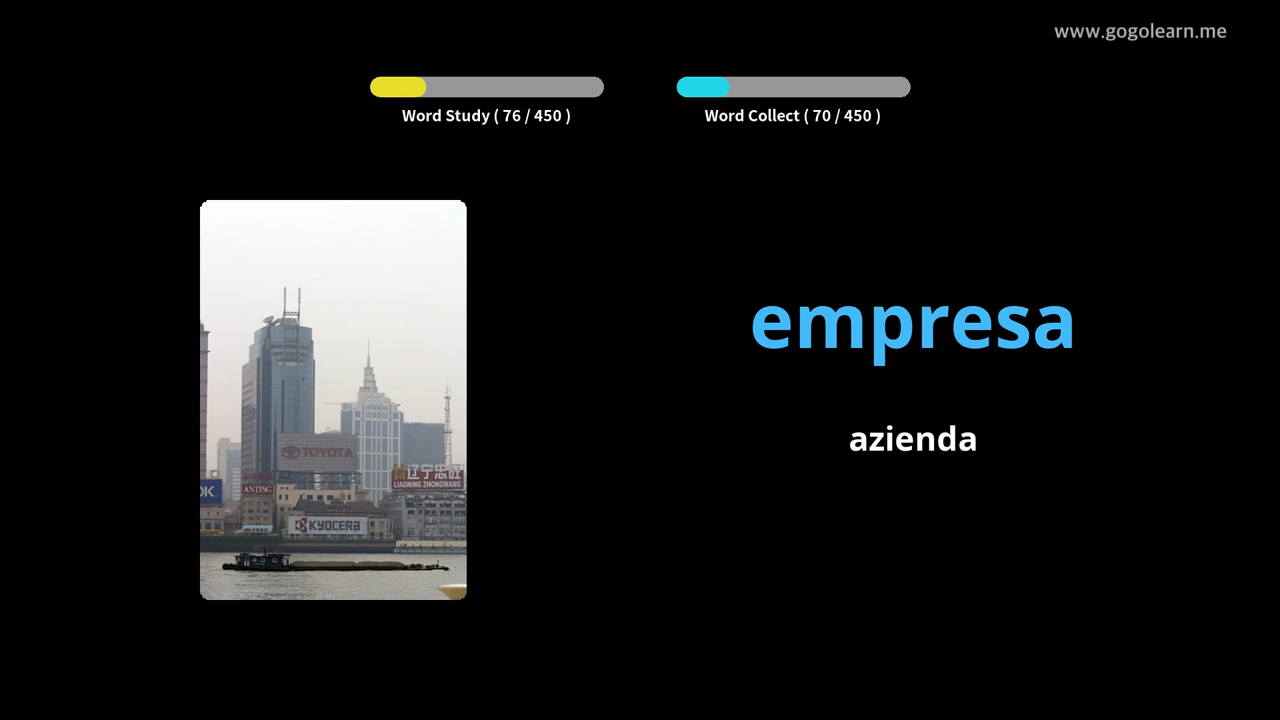 www.gogolearn.me
Word Study ( 76 / 450 )
Word Collect ( 70 / 450 )
empresa
azienda
TOYOTA
辽宁忠旺
LIAONING ZHONGWANG
ANTING
OK
KYOCERA